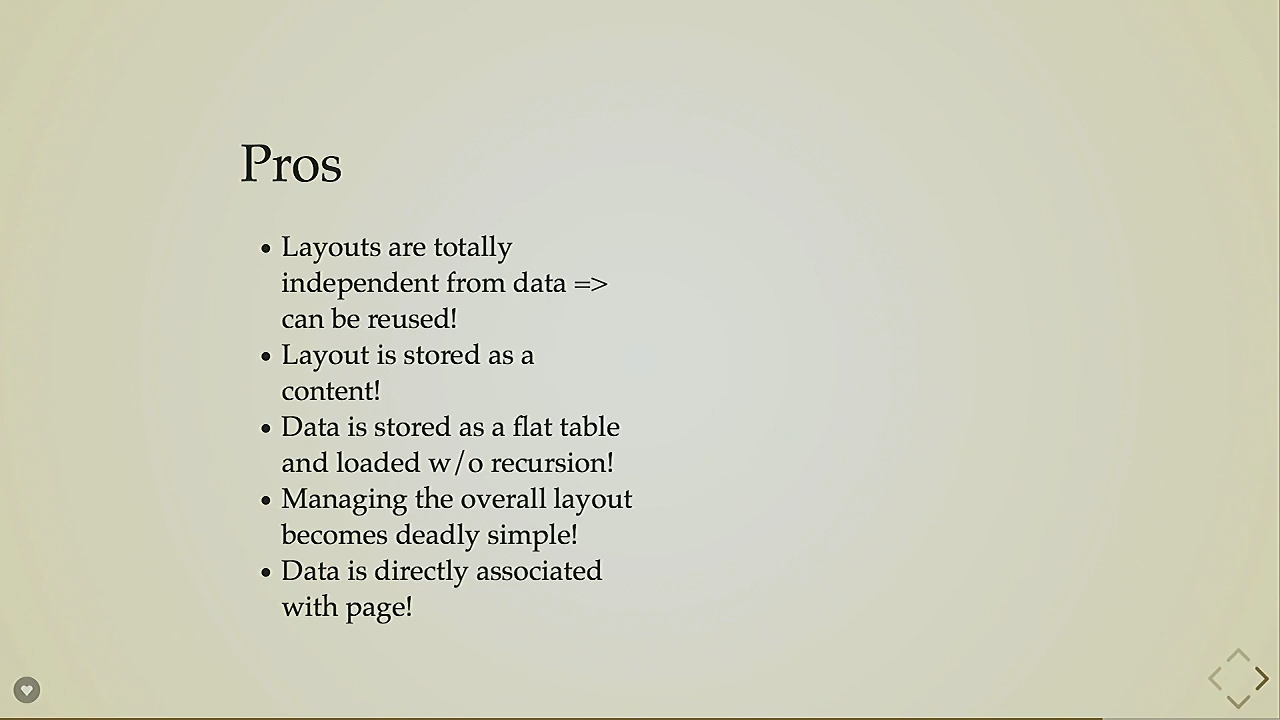 Pros
• Layouts are totally
independent from data =>
can be reused!
• Layout is stored as a
content!
• Data is stored as a flat table
and loaded w/o recursion!
• Managing the overall layout
becomes deadly simple!
• Data is directly associated
with page!